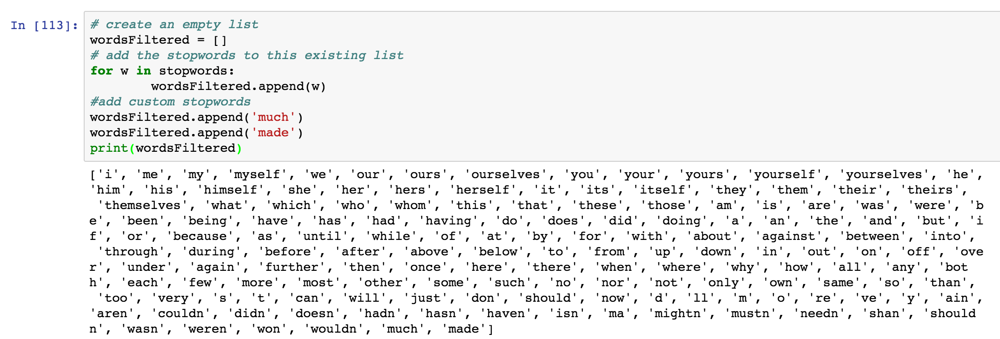 In [113]: # create an empty list
wordsFiltered = []
# add the stopwords to this existing list
for w in stopwords:
        wordsFiltered.append(w)
#add custom stopwords
wordsFiltered.append('much')
wordsFiltered.append('made')
print(wordsFiltered)
['i', 'me', 'my', 'myself', 'we', 'our', 'ours', 'ourselves', 'you', 'your', 'yours', 'yourself', 'yourselves', 'he',
'him', 'his', 'himself', 'she', 'her', 'hers', 'herself', 'it', 'its', 'itself', 'they', 'them', 'their', 'theirs',
 'themselves', 'what', 'which', 'who', 'whom', 'this', 'that', 'these', 'those', 'am', 'is', 'are', 'was', 'were', 'b
e', 'been', 'being', 'have', 'has', 'had', 'having', 'do', 'does', 'did', 'doing', 'a', 'an', 'the', 'and', 'but', 'i
f', 'or', 'because', 'as', 'until', 'while', 'of', 'at', 'by', 'for', 'with', 'about', 'against', 'between', 'into',
 'through', 'during', 'before', 'after', 'above', 'below', 'to', 'from', 'up', 'down', 'in', 'out', 'on', 'off', 'ove
r', 'under', 'again', 'further', 'then', 'once', 'here', 'there', 'when', 'where', 'why', 'how', 'all', 'any', 'bot
h', 'each', 'few', 'more', 'most', 'other', 'some', 'such', 'no', 'nor', 'not', 'only', 'own', 'same', 'so', 'than',
 'too', 'very', 's', 't', 'can', 'will', 'just', 'don', 'should', 'now', 'd', 'll', 'm', 'o', 're', 've', 'y', 'ain',
'aren', 'couldn', 'didn', 'doesn', 'hadn', 'hasn', 'haven', 'isn', 'ma', 'mightn', 'mustn', 'needn', 'shan', 'should
n', 'wasn', 'weren', 'won', 'wouldn', 'much', 'made']